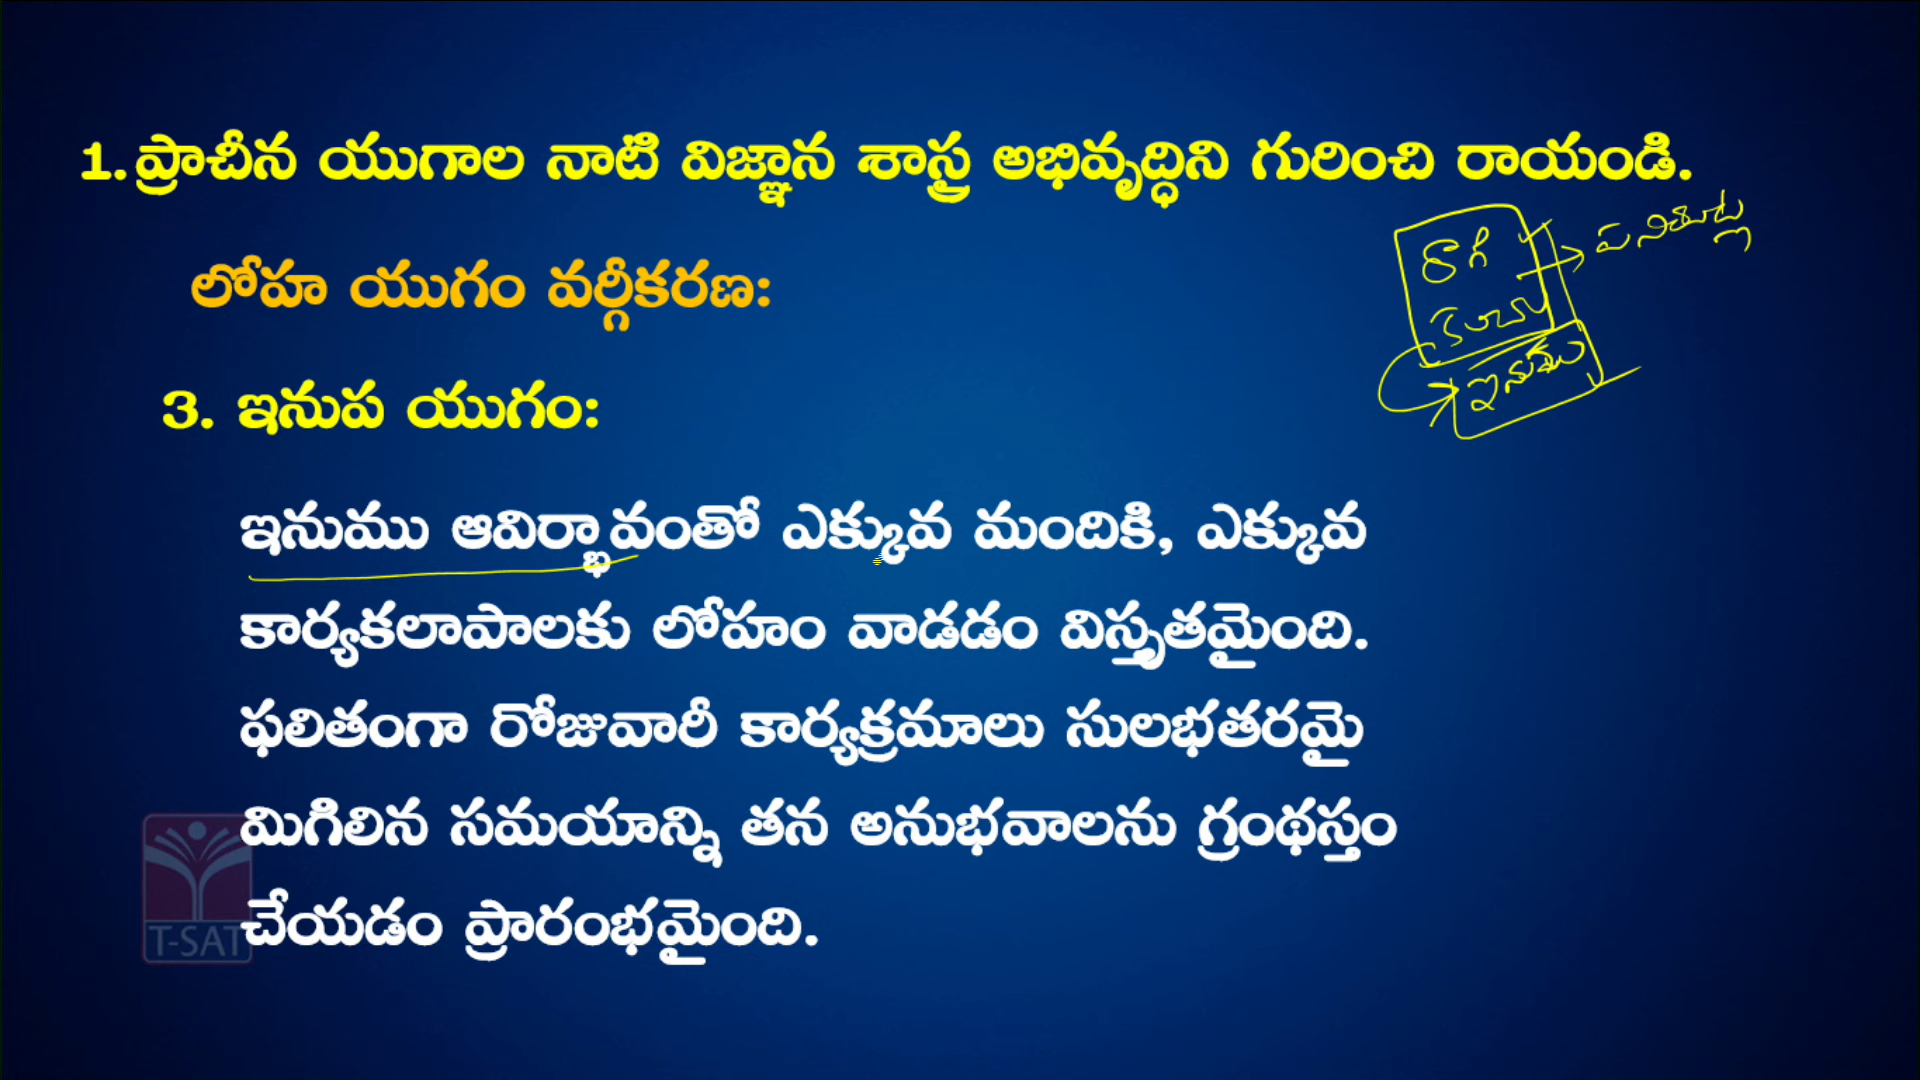 1. ప్రాచీన యుగాల నాటి విజ్ఞాన శాస్త్ర అభివృద్ధిని గురించి రాయండి.
లోహ యుగం వర్గీకరణ:
రాగి
పనిముట్ల
కంచు
ఇనుము
3. ఇనుప యుగం:
ఇనుము ఆవిర్భావంతో ఎక్కువ మందికి, ఎక్కువ
కార్యకలాపాలకు లోహం వాడడం విస్తృతమైంది.
ఫలితంగా రోజువారీ కార్యక్రమాలు సులభతరమై
మిగిలిన సమయాన్ని తన అనుభవాలను గ్రంథస్తం
చేయడం ప్రారంభమైంది.
T-SAT